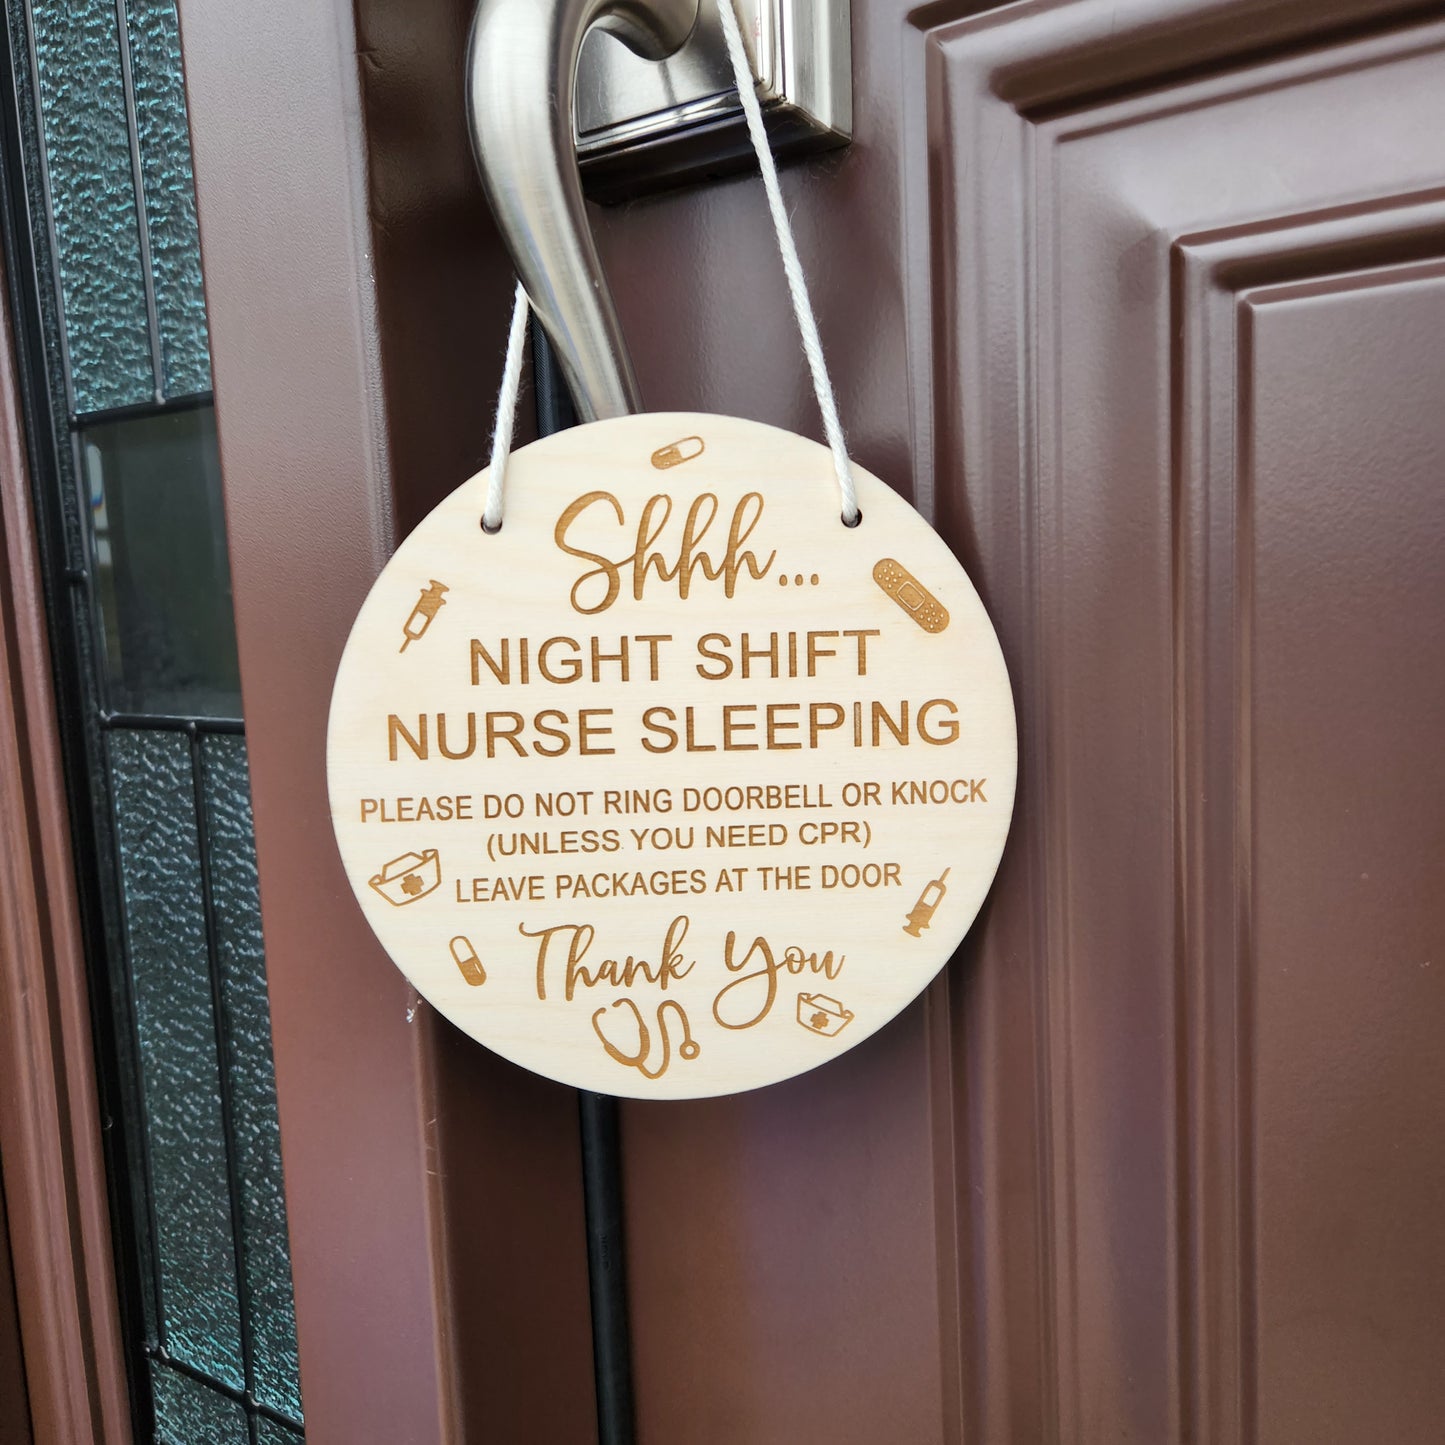 Shhh...
NIGHT SHIFT
NURSE SLEEPING
PLEASE DO NOT RING DOORBELL OR KNOCK
(UNLESS YOU NEED CPR)
LEAVE PACKAGES AT THE DOOR
Thank You